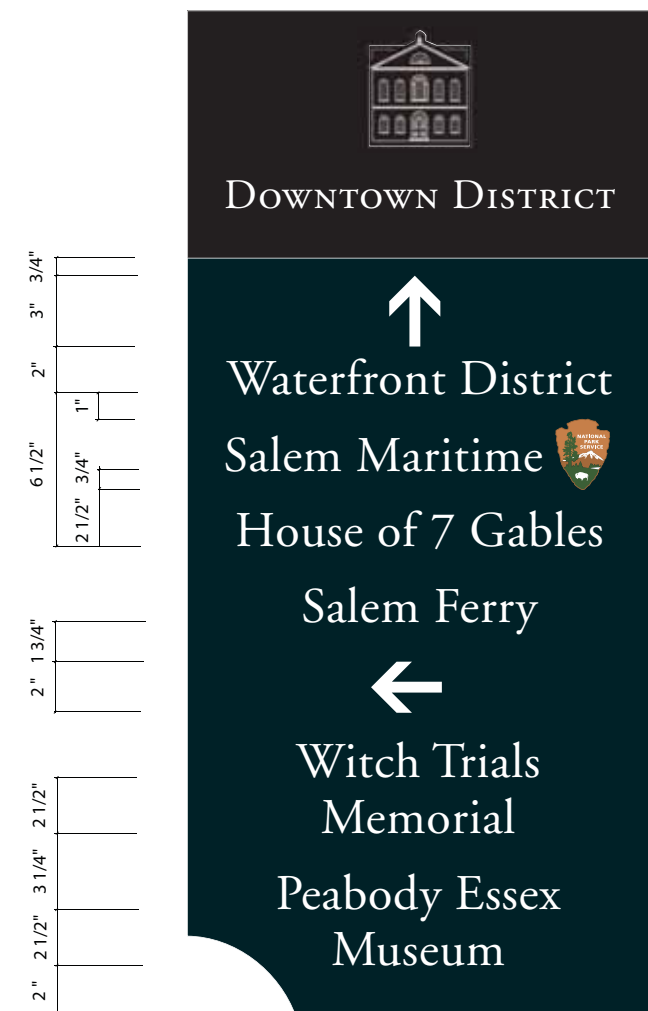 DOWNTOWN DISTRICT
3/4"
3"
2"
6 1/2"
1"
3/4"
2 1/2"
Waterfront District
Salem Maritime
NATIONAL
PARK
SERVICE
House of 7 Gables
Salem Ferry
1 3/4"
2"
Witch Trials
Memorial
2 1/2"
3 1/4"
2 1/2"
2"
Peabody Essex
Museum